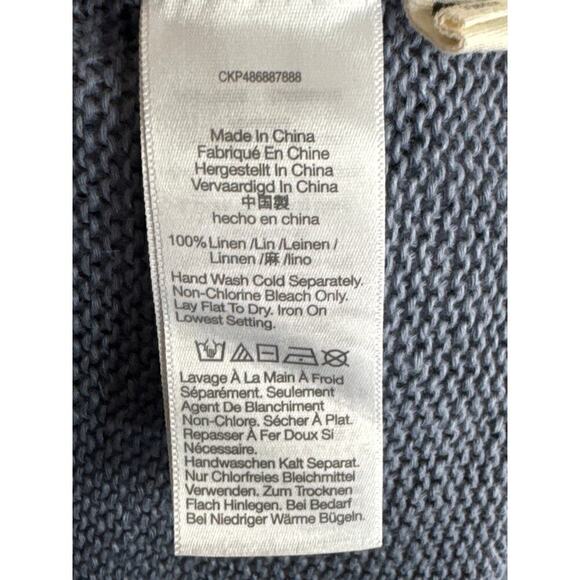 CKP486887888
Made In China
Fabriqué En Chine
Hergestellt In China
Vervaardigd In China
中国製
hecho en china
100% Linen /Lin /Leinen /
Linnen /麻 /lino
Hand Wash Cold Separately.
Non-Chlorine Bleach Only.
Lay Flat To Dry. Iron On
Lowest Setting.
Lavage À La Main À Froid
Séparément. Seulement
Agent De Blanchiment
Non-Chlore. Sécher À Plat.
Repasser À Fer Doux Si
Nécessaire.
Handwaschen Kalt Separat.
Nur Chlorfreies Bleichmittel
Verwenden. Zum Trocknen
Flach Hinlegen. Bei Bedarf
Bei Niedriger Wärme Bügeln.